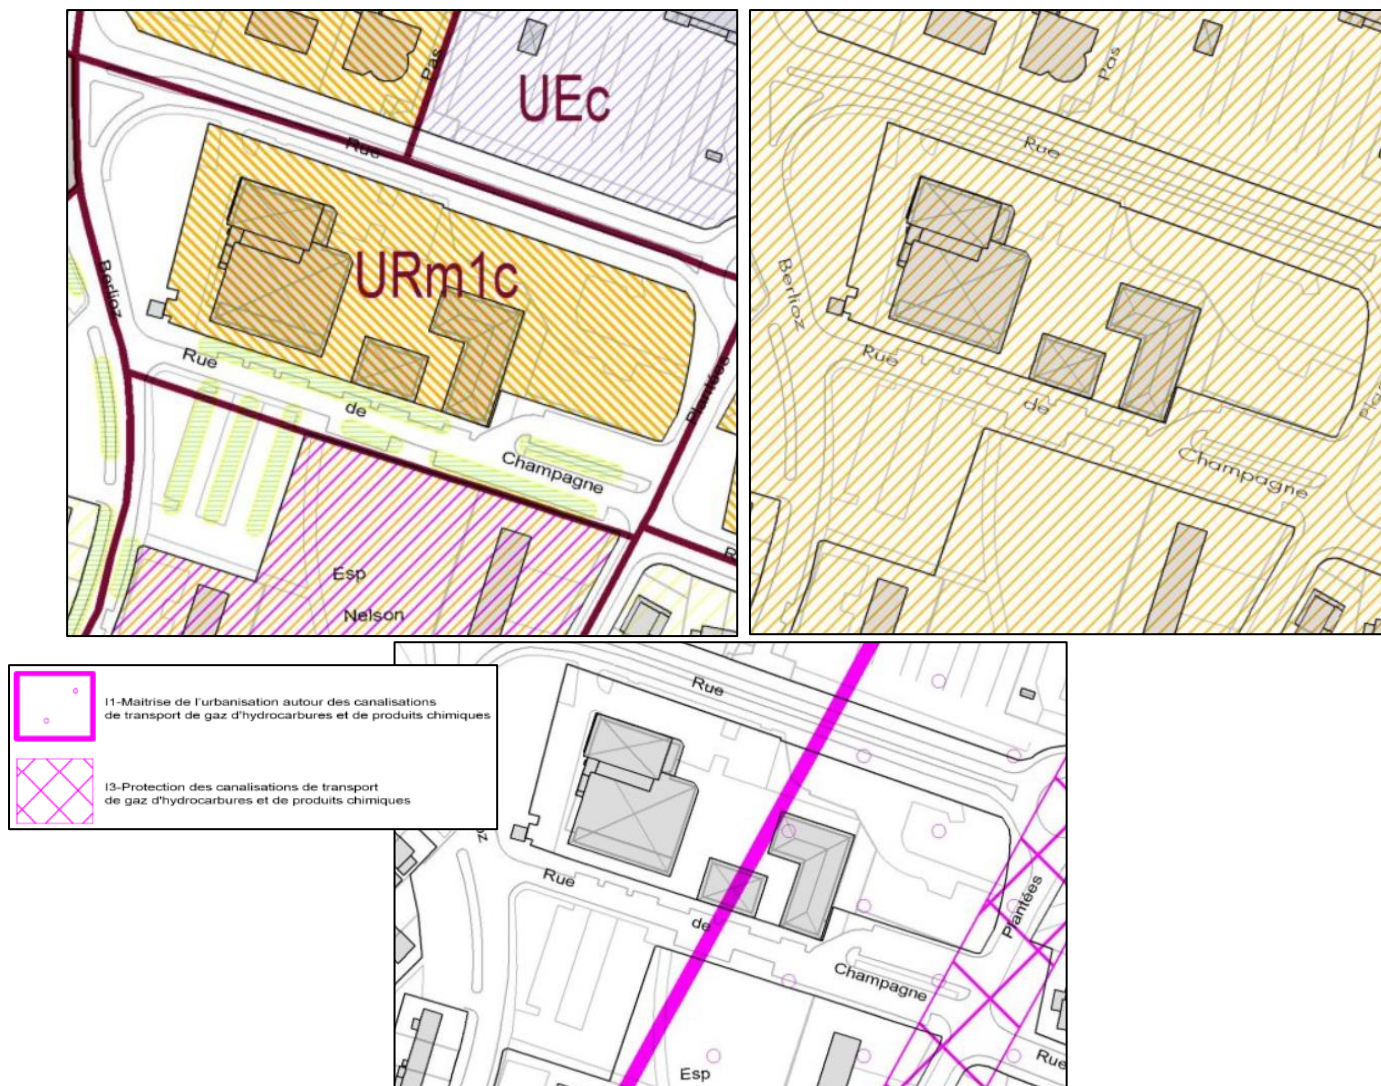 Pas
UEc
Rue
URm1c
Berlioz
Rue
de
Plantées
Champagne
Esp
Nelson
R
Pas
Rue
Berlioz
Rue
de
Champagne
I1-Maitrise de l'urbanisation autour des canalisations
de transport de gaz d'hydrocarbures et de produits chimiques
I3-Protection des canalisations de transport
de gaz d'hydrocarbures et de produits chimiques
Rue
Rue
de
Plantées
Champagne
Rue
Esp